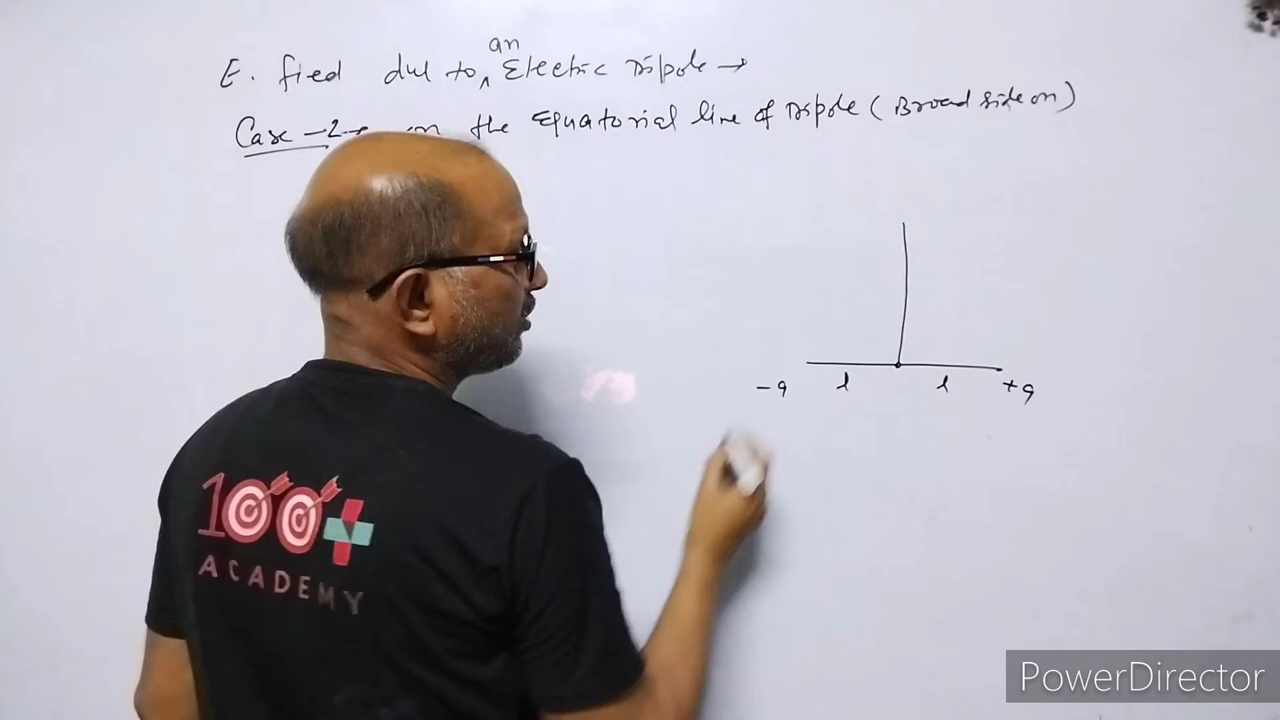 an
E. fied due to ^ Electric Dipole →
Case-2→ on the Equatorial line of Dipole (Broad side on)
-q l l +q
100+
ACADEMY
PowerDirector